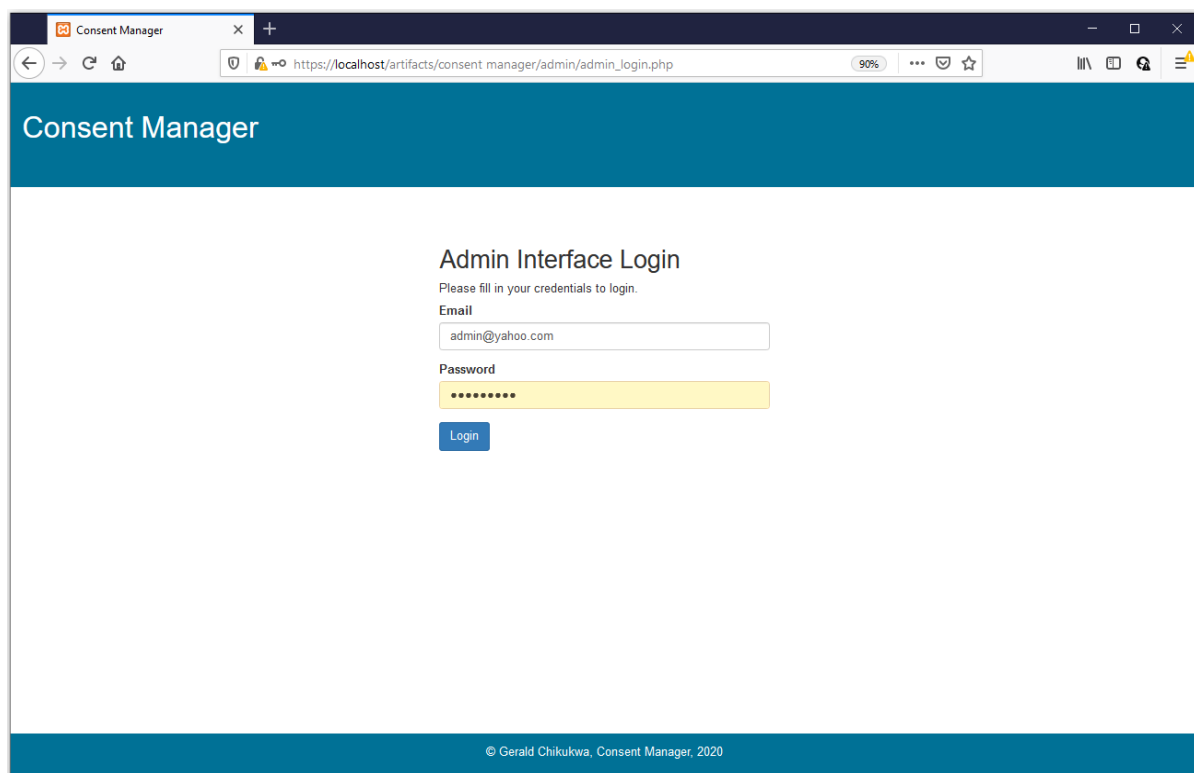 Consent Manager
https://localhost/artifacts/consent manager/admin/admin_login.php
90%
Consent Manager
Admin Interface Login
Please fill in your credentials to login.
Email
admin@yahoo.com
Password
•••••••••
Login
© Gerald Chikukwa, Consent Manager, 2020